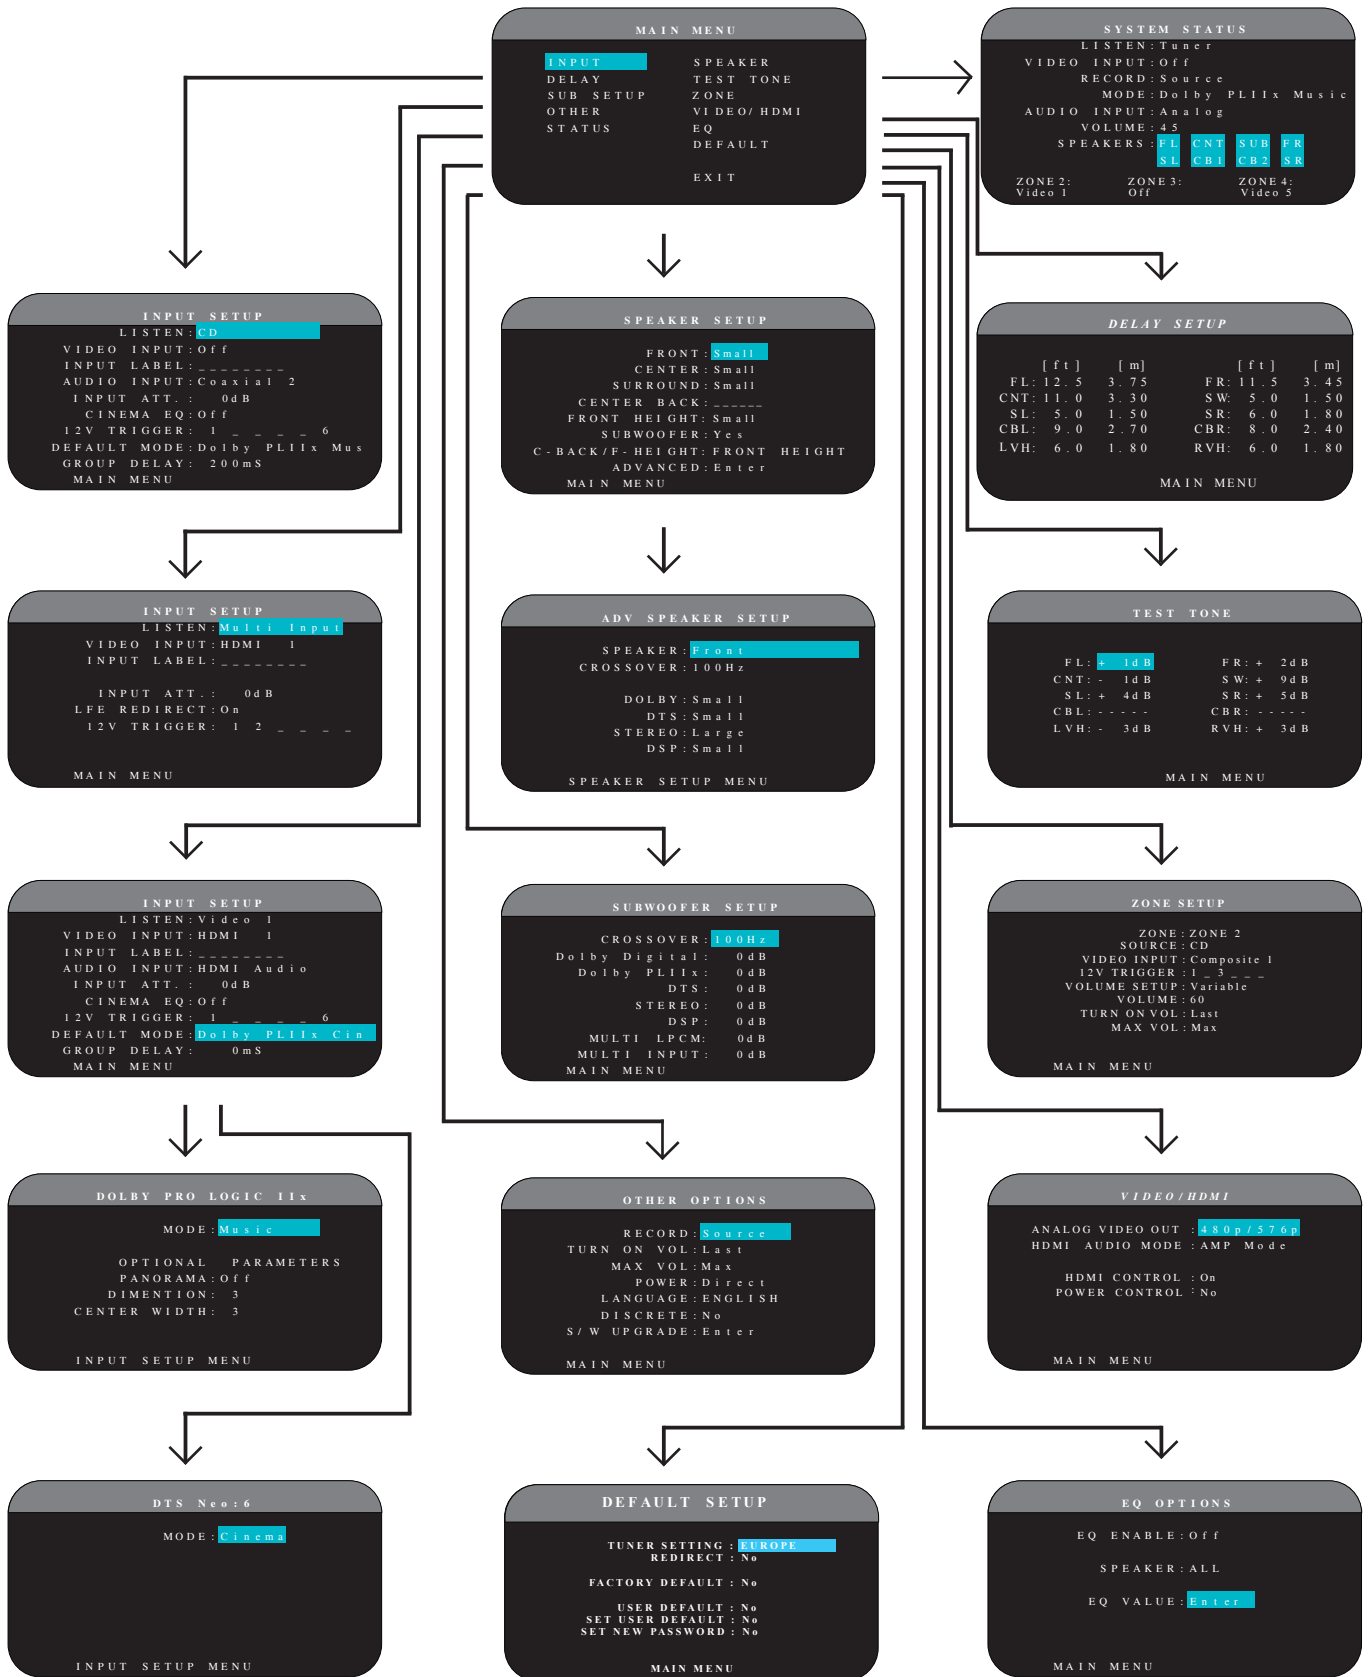 MAIN MENU
INPUT SPEAKER
DELAY TEST TONE
SUB SETUP ZONE
OTHER VIDEO/HDMI
STATUS EQ
DEFAULT
EXIT
SYSTEM STATUS
LISTEN:Tuner
VIDEO INPUT:Off
RECORD:Source
MODE:Dolby PLIIx Music
AUDIO INPUT:Analog
VOLUME:45
SPEAKERS:FL CNT SUB FR
SL CB1 CB2 SR
ZONE2: ZONE3: ZONE4:
Video 1 Off Video 5
INPUT SETUP
LISTEN:CD
VIDEO INPUT:Off
INPUT LABEL:________
AUDIO INPUT:Coaxial 2
INPUT ATT.: 0dB
CINEMA EQ:Off
12V TRIGGER: 1 _ _ _ _ 6
DEFAULT MODE:Dolby PLIIx Mus
GROUP DELAY: 200mS
MAIN MENU
SPEAKER SETUP
FRONT:Small
CENTER:Small
SURROUND:Small
CENTER BACK:______
FRONT HEIGHT:Small
SUBWOOFER:Yes
C-BACK/F-HEIGHT:FRONT HEIGHT
ADVANCED:Enter
MAIN MENU
DELAY SETUP
[ft] [m] [ft] [m]
FL:12.5 3.75 FR:11.5 3.45
CNT:11.0 3.30 SW: 5.0 1.50
SL: 5.0 1.50 SR: 6.0 1.80
CBL: 9.0 2.70 CBR: 8.0 2.40
LVH: 6.0 1.80 RVH: 6.0 1.80
MAIN MENU
INPUT SETUP
LISTEN:Multi Input
VIDEO INPUT:HDMI 1
INPUT LABEL:________
INPUT ATT.: 0dB
LFE REDIRECT:On
12V TRIGGER: 1 2 _ _ _ _
MAIN MENU
ADV SPEAKER SETUP
SPEAKER:Front
CROSSOVER:100Hz
DOLBY:Small
DTS:Small
STEREO:Large
DSP:Small
SPEAKER SETUP MENU
TEST TONE
FL:+ 1dB FR:+ 2dB
CNT:- 1dB SW:+ 9dB
SL:+ 4dB SR:+ 5dB
CBL:----- CBR:-----
LVH:- 3dB RVH:+ 3dB
MAIN MENU
INPUT SETUP
LISTEN:Video 1
VIDEO INPUT:HDMI 1
INPUT LABEL:________
AUDIO INPUT:HDMI Audio
INPUT ATT.: 0dB
CINEMA EQ:Off
12V TRIGGER: 1 _ _ _ _ 6
DEFAULT MODE:Dolby PLIIx Cin
GROUP DELAY: 0mS
MAIN MENU
SUBWOOFER SETUP
CROSSOVER:100Hz
Dolby Digital: 0dB
Dolby PLIIx: 0dB
DTS: 0dB
STEREO: 0dB
DSP: 0dB
MULTI LPCM: 0dB
MULTI INPUT: 0dB
MAIN MENU
ZONE SETUP
ZONE:ZONE 2
SOURCE:CD
VIDEO INPUT:Composite 1
12V TRIGGER:1 _ 3 _ _ _
VOLUME SETUP:Variable
VOLUME:60
TURN ON VOL:Last
MAX VOL:Max
MAIN MENU
DOLBY PRO LOGIC IIx
MODE:Music
OPTIONAL PARAMETERS
PANORAMA:Off
DIMENTION: 3
CENTER WIDTH: 3
INPUT SETUP MENU
OTHER OPTIONS
RECORD:Source
TURN ON VOL:Last
MAX VOL:Max
POWER:Direct
LANGUAGE:ENGLISH
DISCRETE:No
S/W UPGRADE:Enter
MAIN MENU
VIDEO/HDMI
ANALOG VIDEO OUT :480p/576p
HDMI AUDIO MODE :AMP Mode
HDMI CONTROL :On
POWER CONTROL :No
MAIN MENU
DTS Neo:6
MODE:Cinema
INPUT SETUP MENU
DEFAULT SETUP
TUNER SETTING : EUROPE
REDIRECT : No
FACTORY DEFAULT : No
USER DEFAULT : No
SET USER DEFAULT : No
SET NEW PASSWORD : No
MAIN MENU
EQ OPTIONS
EQ ENABLE:Off
SPEAKER:ALL
EQ VALUE:Enter
MAIN MENU